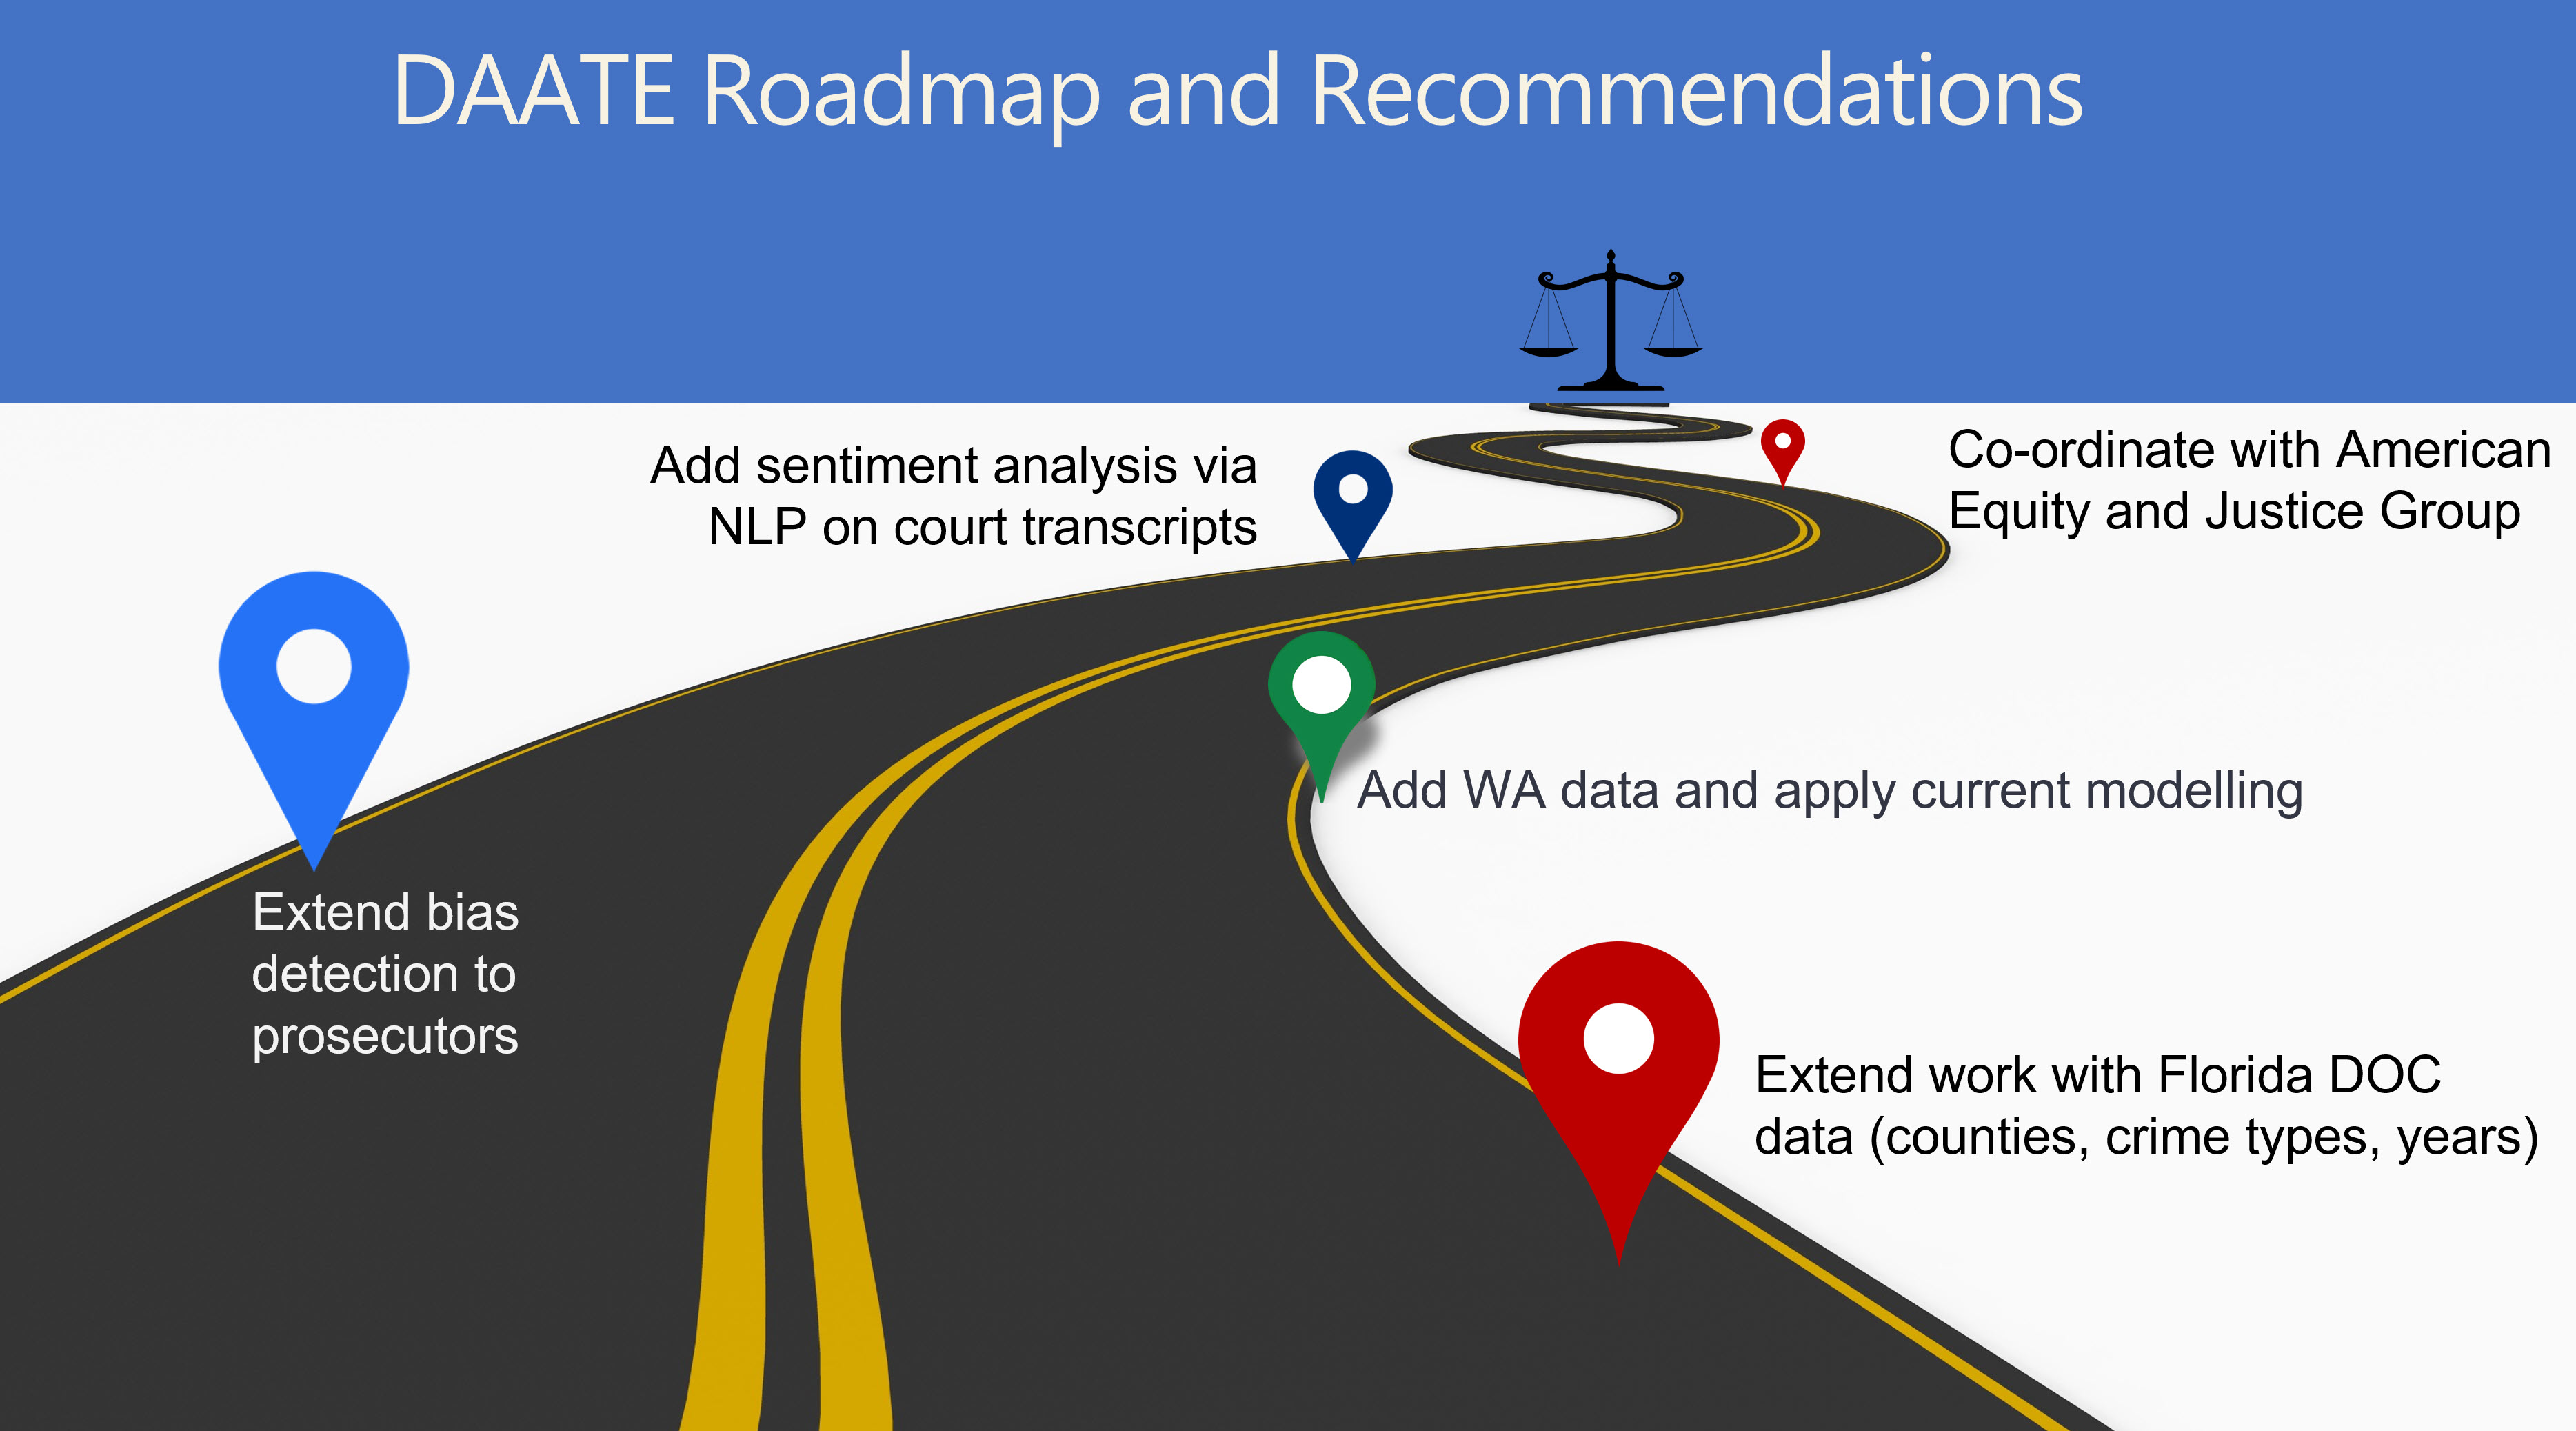 DAATE Roadmap and Recommendations
Add sentiment analysis via
NLP on court transcripts
Co-ordinate with American
Equity and Justice Group
Add WA data and apply current modelling
Extend bias
detection to
prosecutors
Extend work with Florida DOC
data (counties, crime types, years)